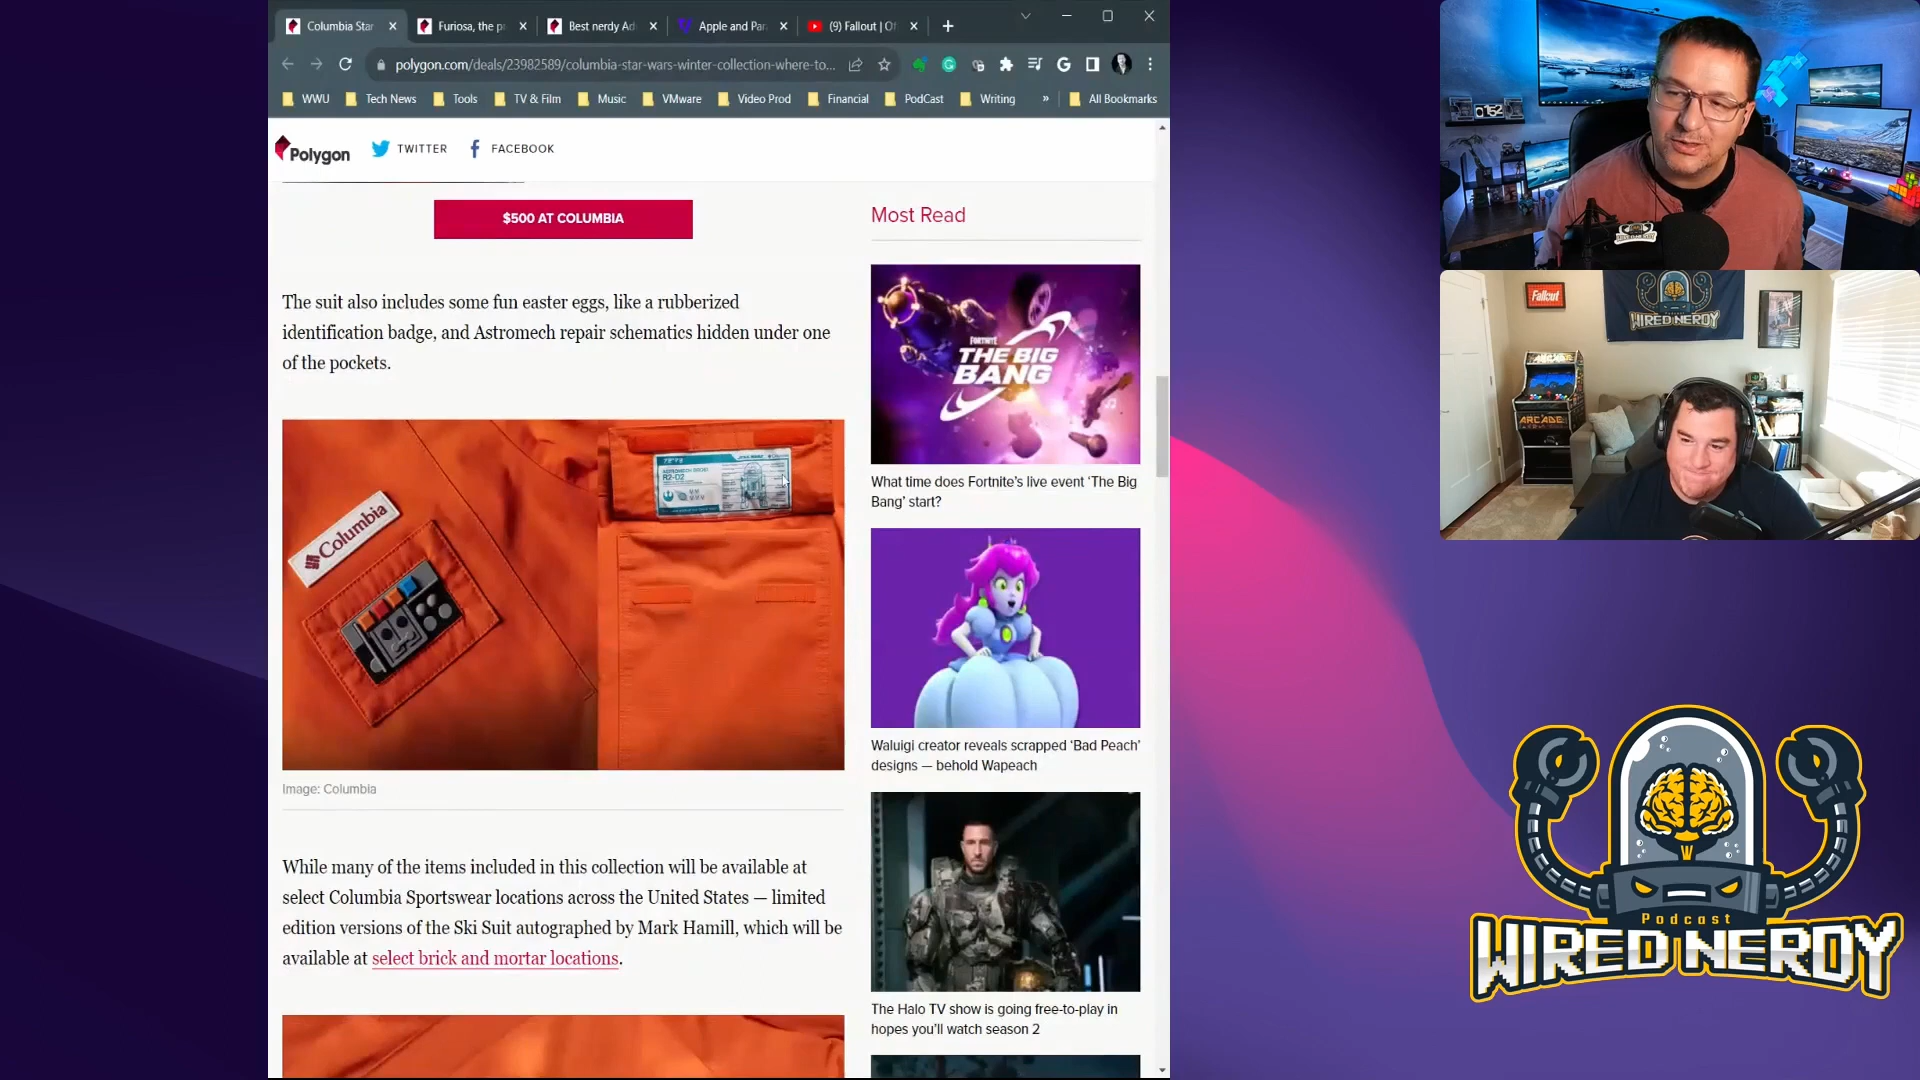 Columbia Star
Furiosa, the p
Best nerdy Ad
Apple and Par
(9) Fallout | Of
polygon.com/deals/23982589/columbia-star-wars-winter-collection-where-to...
WWU
Tech News
Tools
TV & Film
Music
VMware
Video Prod
Financial
PodCast
Writing
»
All Bookmarks
Polygon
TWITTER
FACEBOOK
$500 AT COLUMBIA
The suit also includes some fun easter eggs, like a rubberized
identification badge, and Astromech repair schematics hidden under one
of the pockets.
Columbia
ASTROMECH DROID
R2-D2
Image: Columbia
While many of the items included in this collection will be available at
select Columbia Sportswear locations across the United States — limited
edition versions of the Ski Suit autographed by Mark Hamill, which will be
available at select brick and mortar locations.
Most Read
FORTNITE
THE BIG
BANG
What time does Fortnite's live event 'The Big
Bang' start?
Waluigi creator reveals scrapped 'Bad Peach'
designs — behold Wapeach
The Halo TV show is going free-to-play in
hopes you'll watch season 2
Fallout
WIRED NERDY
ARCADE
Podcast
WIRED NERDY